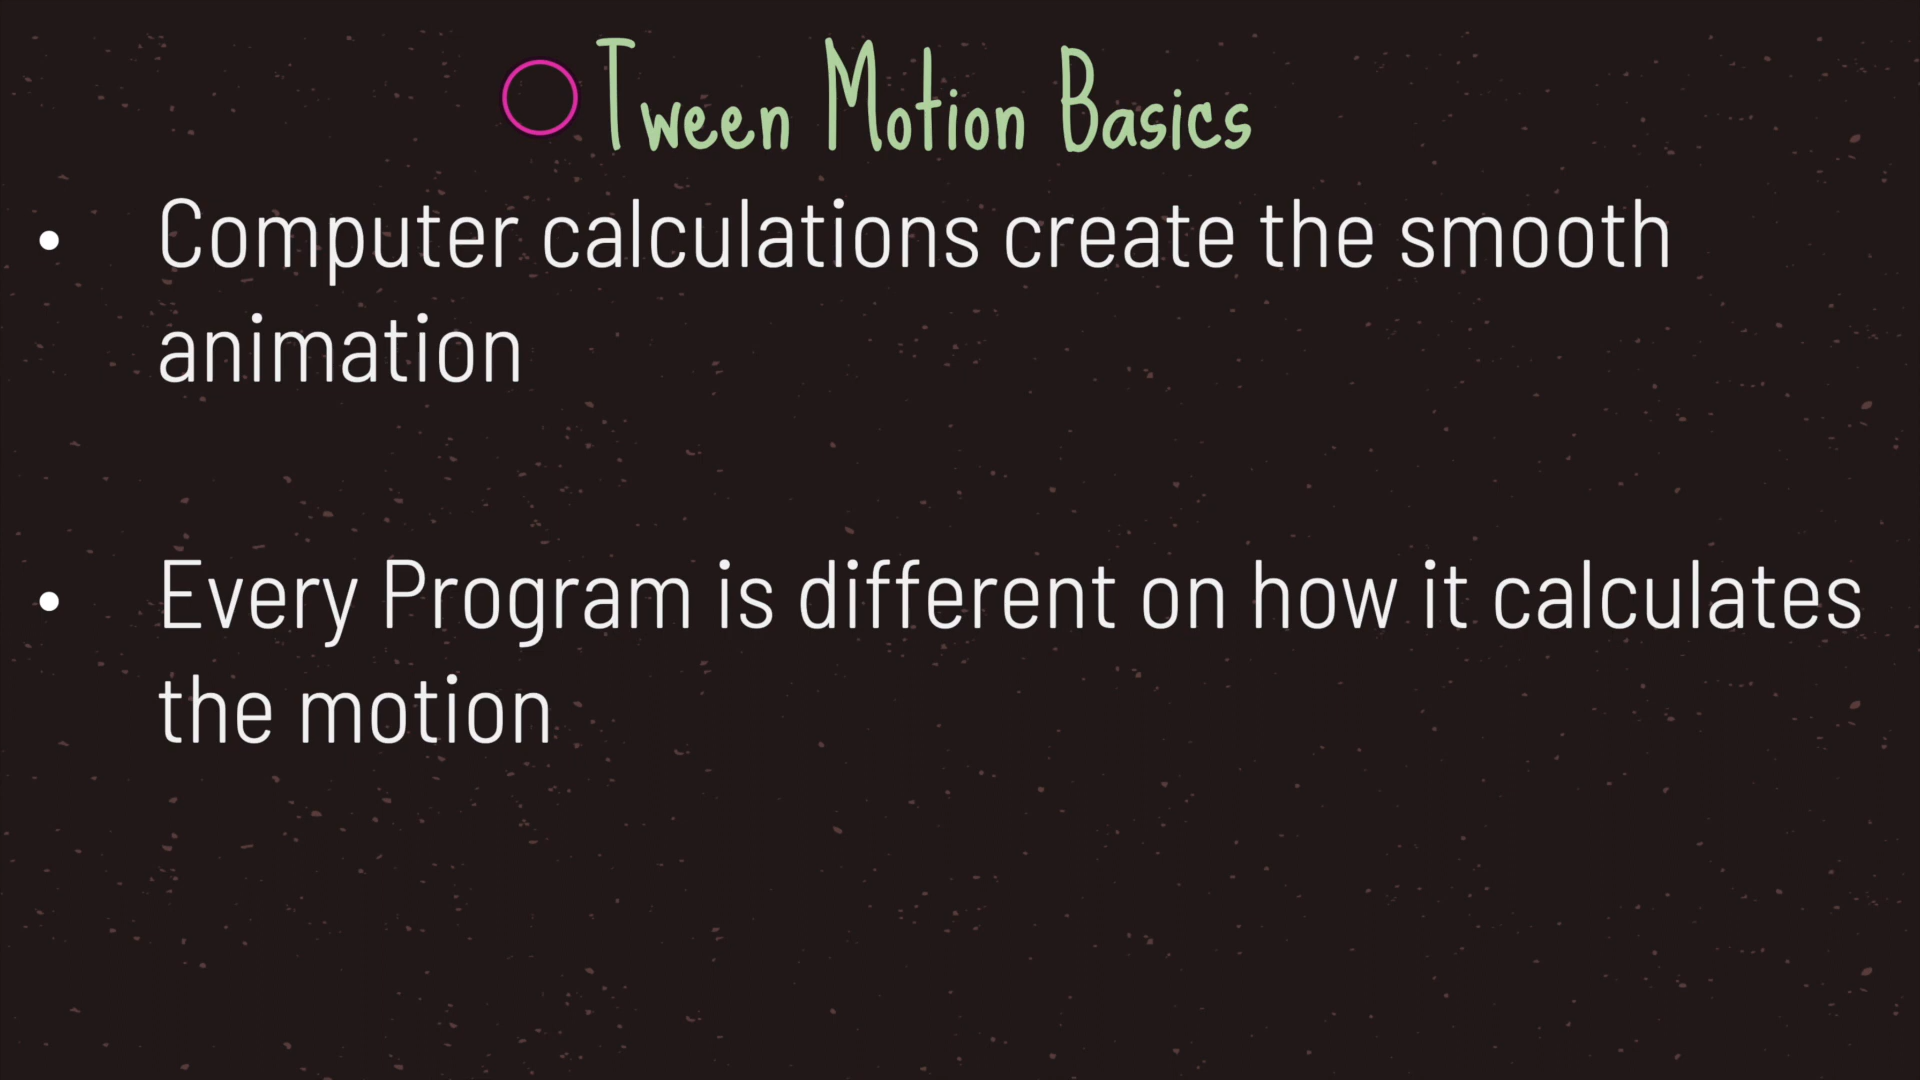 Tween Motion Basics
• Computer calculations create the smooth
animation
• Every Program is different on how it calculates
the motion